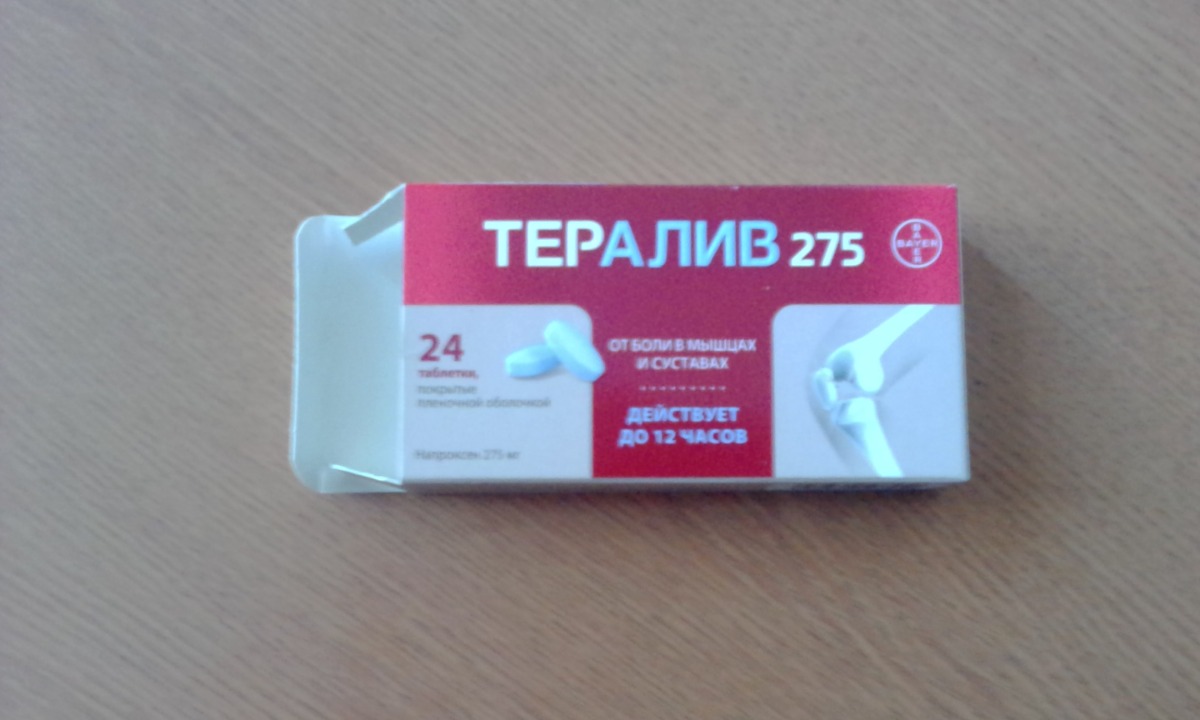 ТЕРАЛИВ 275
BAYER
BAYER
24
таблетки,
покрытые
пленочной оболочкой
Напроксен 275 мг
ОТ БОЛИ В МЫШЦАХ
И СУСТАВАХ
ДЕЙСТВУЕТ
ДО 12 ЧАСОВ